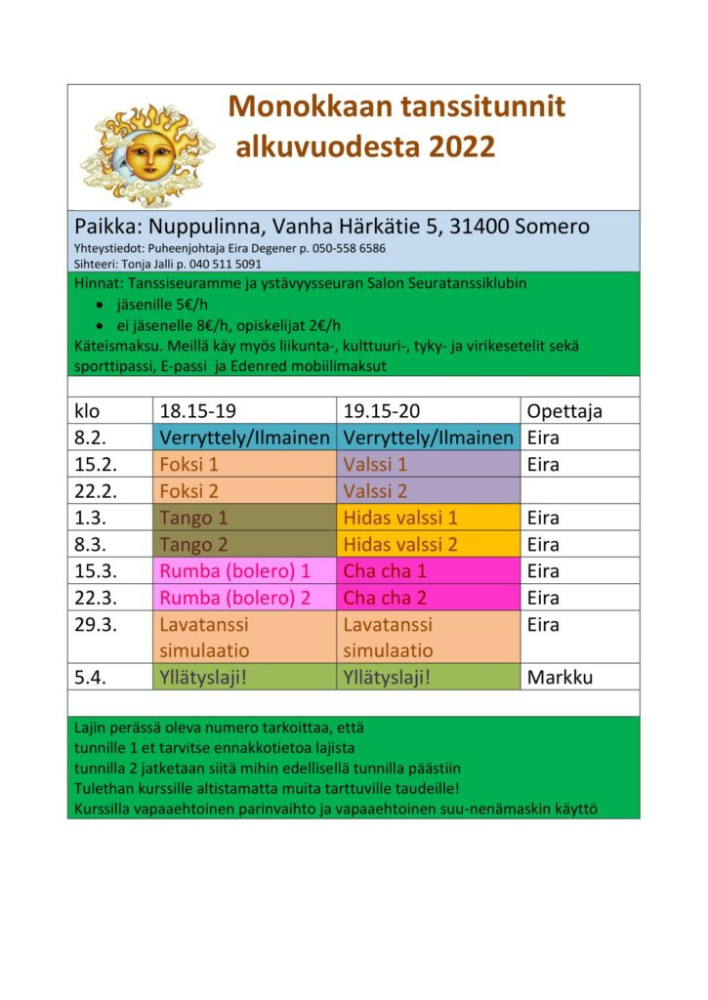 Monokkaan tanssitunnit
alkuvuodesta 2022
Paikka: Nuppulinna, Vanha Härkätie 5, 31400 Somero
Yhteystiedot: Puheenjohtaja Eira Degener p. 050-558 6586
Sihteeri: Tonja Jalli p. 040 511 5091
Hinnat: Tanssiseuramme ja ystävyysseuran Salon Seuratanssiklubin
• jäsenille 5€/h
• ei jäsenelle 8€/h, opiskelijat 2€/h
Käteismaksu. Meillä käy myös liikunta-, kulttuuri-, tyky- ja virikesetelit sekä
sporttipassi, E-passi ja Edenred mobiilimaksut
klo 18.15-19 19.15-20 Opettaja
8.2. Verryttely/Ilmainen Verryttely/Ilmainen Eira
15.2. Foksi 1 Valssi 1 Eira
22.2. Foksi 2 Valssi 2
1.3. Tango 1 Hidas valssi 1 Eira
8.3. Tango 2 Hidas valssi 2 Eira
15.3. Rumba (bolero) 1 Cha cha 1 Eira
22.3. Rumba (bolero) 2 Cha cha 2 Eira
29.3. Lavatanssi Lavatanssi Eira
simulaatio simulaatio
5.4. Yllätyslaji! Yllätyslaji! Markku
Lajin perässä oleva numero tarkoittaa, että
tunnille 1 et tarvitse ennakkotietoa lajista
tunnilla 2 jatketaan siitä mihin edellisellä tunnilla päästiin
Tulethan kurssille altistamatta muita tarttuville taudeille!
Kurssilla vapaaehtoinen parinvaihto ja vapaaehtoinen suu-nenämaskin käyttö